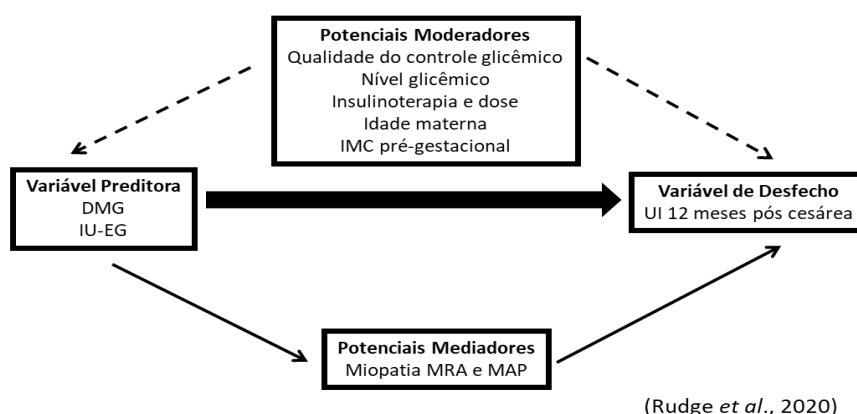 Potenciais Moderadores
Qualidade do controle glicêmico
Nível glicêmico
Insulinoterapia e dose
Idade materna
IMC pré-gestacional
Variável Preditora
DMG
IU-EG
Variável de Desfecho
UI 12 meses pós cesárea
Potenciais Mediadores
Miopatia MRA e MAP
(Rudge et al., 2020)